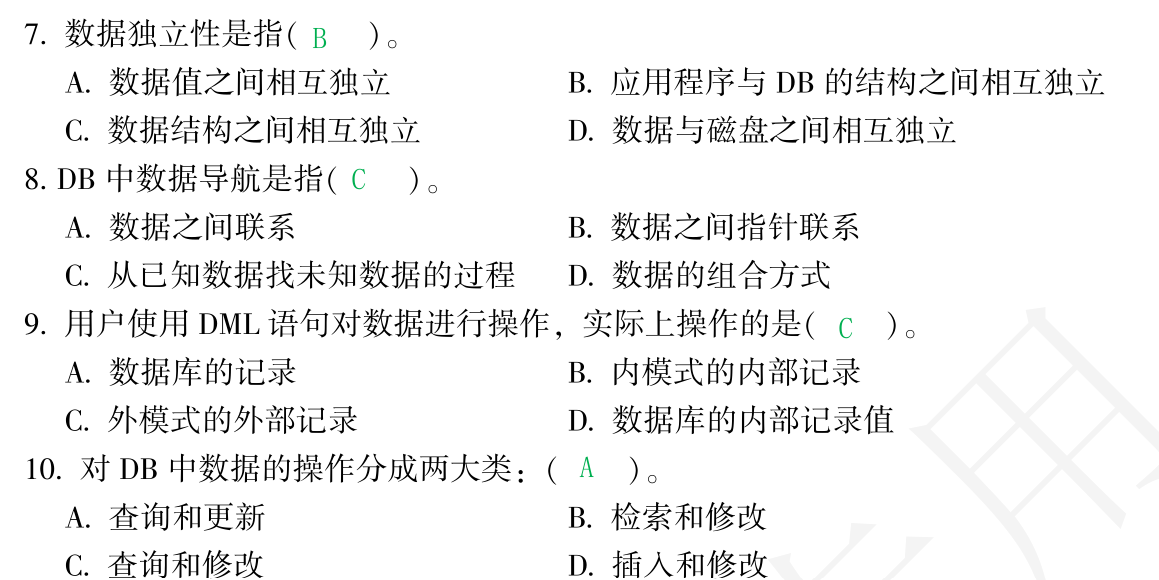 7. 数据独立性是指( B )。
A. 数据值之间相互独立 B. 应用程序与 DB 的结构之间相互独立
C. 数据结构之间相互独立 D. 数据与磁盘之间相互独立
8. DB 中数据导航是指( C )。
A. 数据之间联系 B. 数据之间指针联系
C. 从已知数据找未知数据的过程 D. 数据的组合方式
9. 用户使用 DML 语句对数据进行操作，实际上操作的是( C )。
A. 数据库的记录 B. 内模式的内部记录
C. 外模式的外部记录 D. 数据库的内部记录值
10. 对 DB 中数据的操作分成两大类：( A )。
A. 查询和更新 B. 检索和修改
C. 查询和修改 D. 插入和修改
用